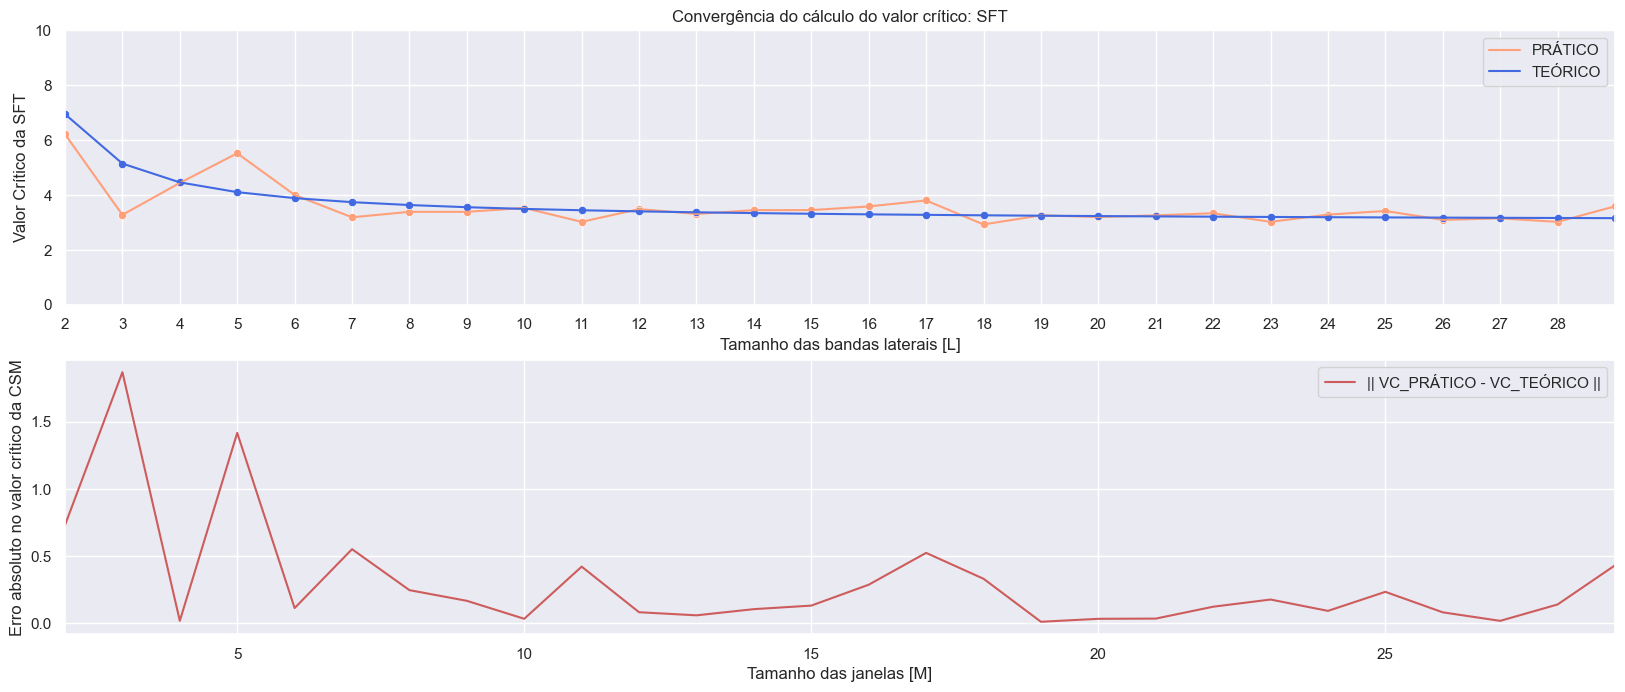 Convergência do cálculo do valor crítico: SFT
Valor Crítico da SFT
10
8
6
4
2
0
PRÁTICO
TEÓRICO
2 3 4 5 6 7 8 9 10 11 12 13 14 15 16 17 18 19 20 21 22 23 24 25 26 27 28
Tamanho das bandas laterais [L]
Erro absoluto no valor crítico da CSM
1.5
1.0
0.5
0.0
|| VC_PRÁTICO - VC_TEÓRICO ||
5 10 15 20 25
Tamanho das janelas [M]